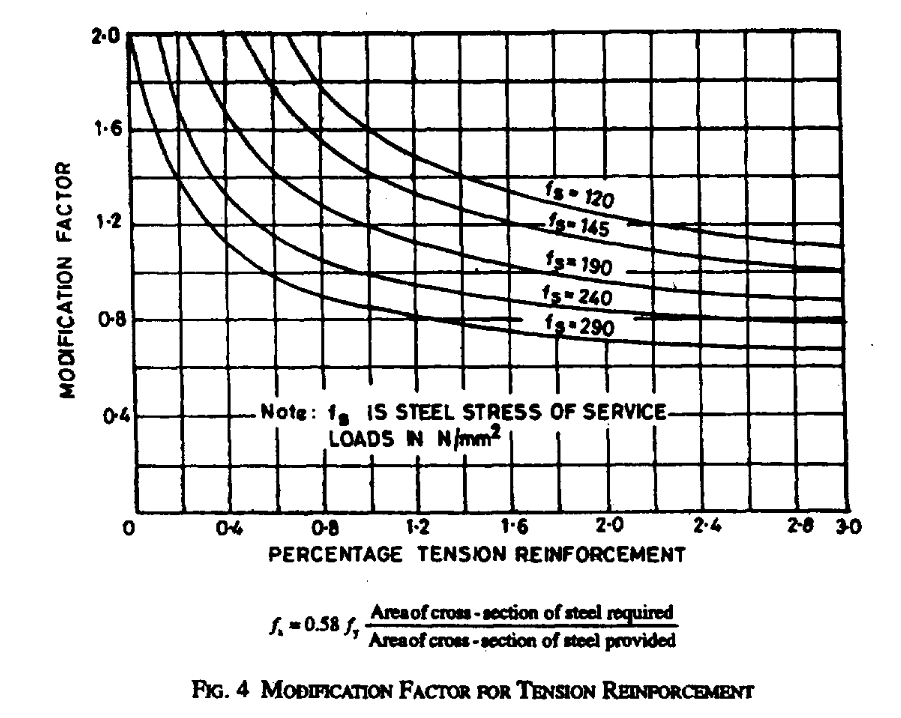 2.0
1.6
1.2
0.8
0.4
MODIFICATION FACTOR
fs = 120
fs = 145
fs = 190
fs = 240
fs = 290
Note: fs IS STEEL STRESS OF SERVICE
LOADS IN N/mm²
0 0.4 0.8 1.2 1.6 2.0 2.4 2.8 3.0
PERCENTAGE TENSION REINFORCEMENT
fs = 0.58 fy Area of cross-section of steel required
Area of cross-section of steel provided
FIG. 4 MODIFICATION FACTOR FOR TENSION REINFORCEMENT